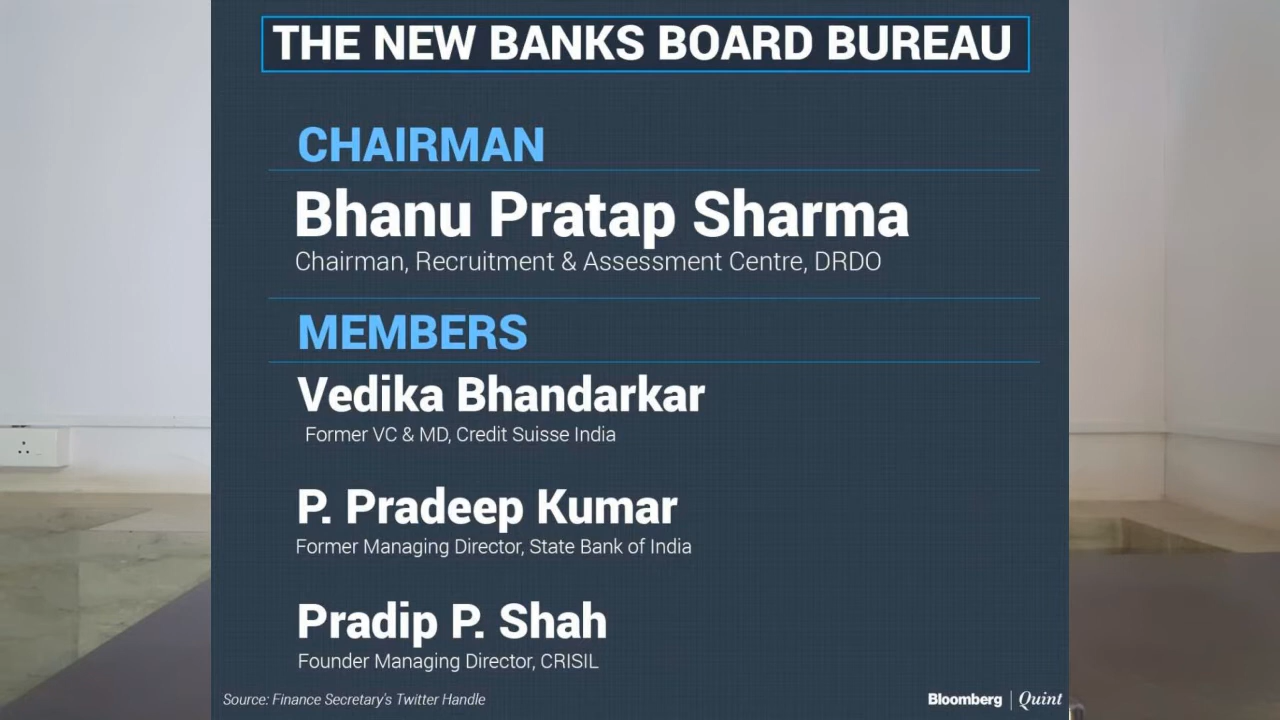 THE NEW BANKS BOARD BUREAU
CHAIRMAN
Bhanu Pratap Sharma
Chairman, Recruitment & Assessment Centre, DRDO
MEMBERS
Vedika Bhandarkar
Former VC & MD, Credit Suisse India
P. Pradeep Kumar
Former Managing Director, State Bank of India
Pradip P. Shah
Founder Managing Director, CRISIL
Source: Finance Secretary's Twitter Handle
Bloomberg | Quint